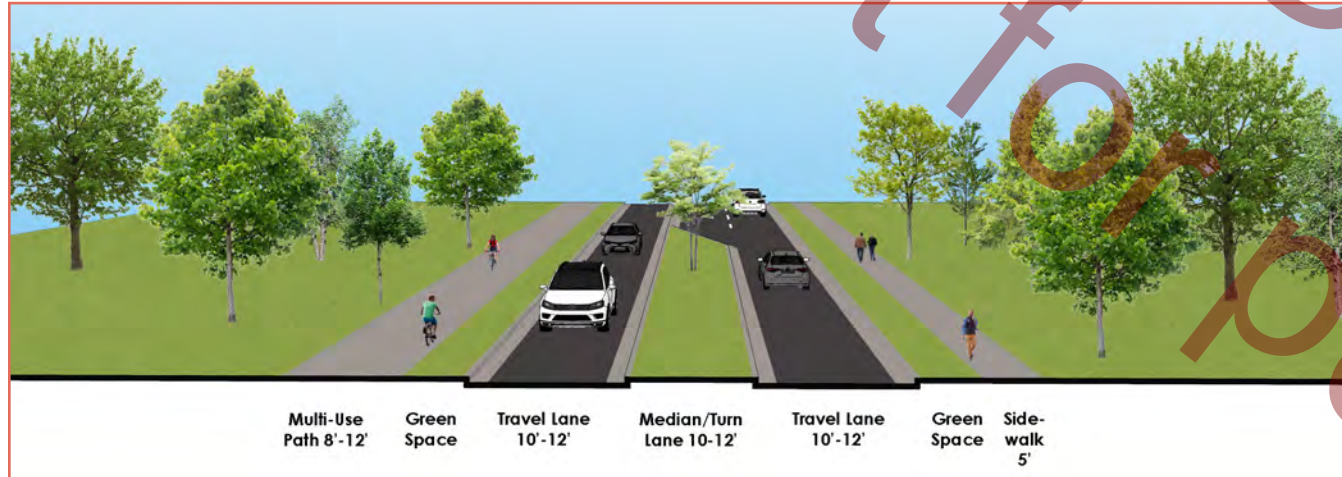 Multi-Use
Path 8'-12'
Green
Space
Travel Lane
10'-12'
Median/Turn
Lane 10-12'
Travel Lane
10'-12'
Green
Space
Side-
walk
5'